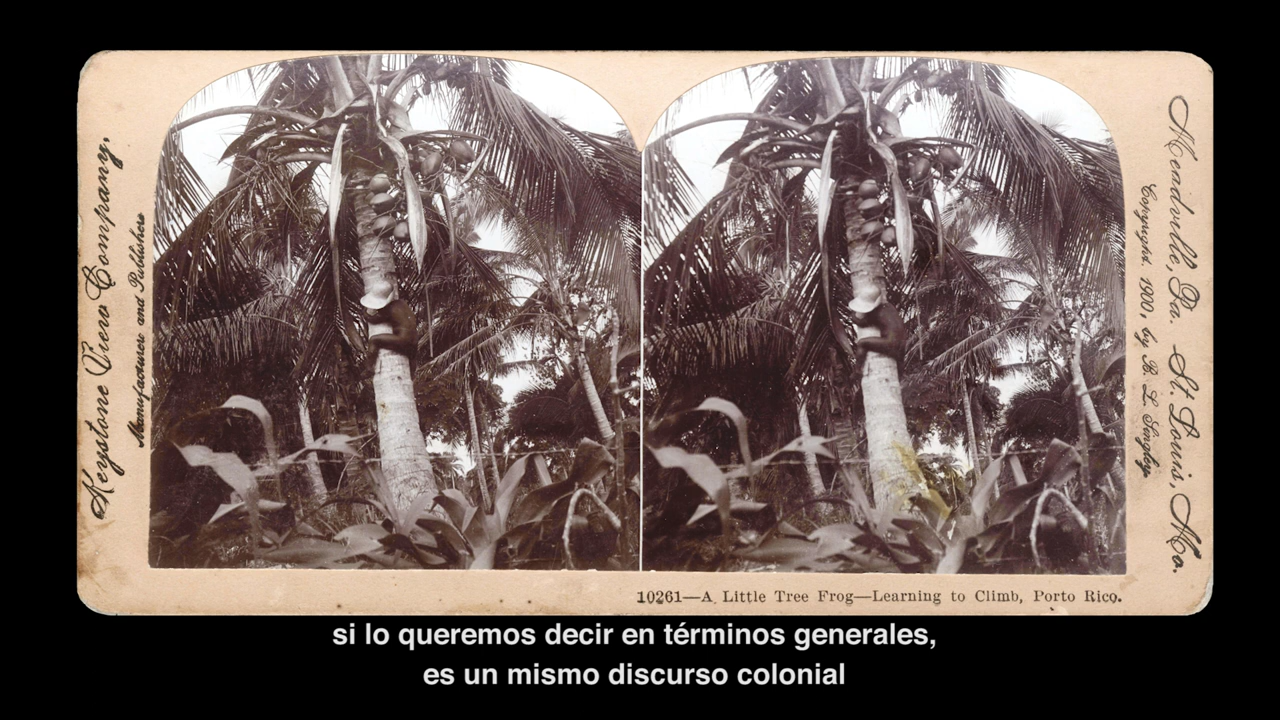 Keystone View Company,
Manufacturers and Publishers
Meadville, Pa. St. Louis, Mo.
Copyright 1900, by B. L. Singley.
10261—A Little Tree Frog—Learning to Climb, Porto Rico.
si lo queremos decir en términos generales,
es un mismo discurso colonial